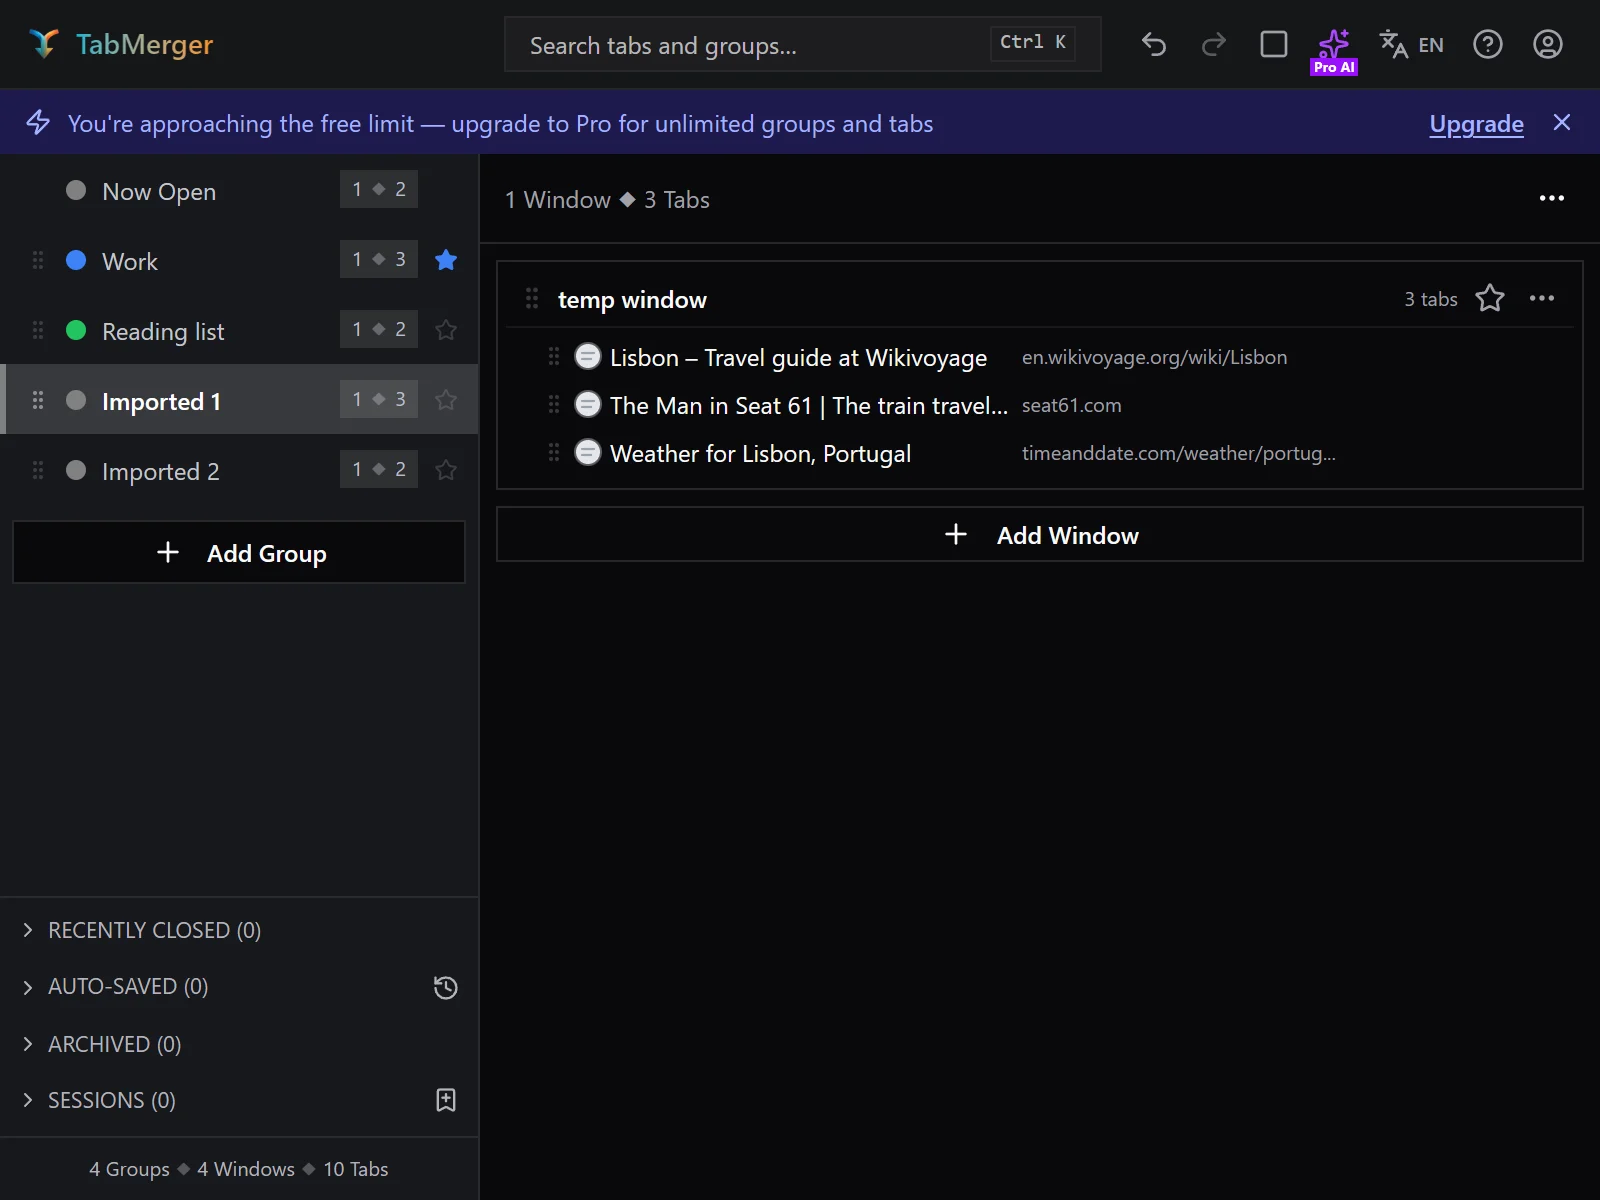 TabMerger
Search tabs and groups... Ctrl K
Pro AI
EN
You're approaching the free limit — upgrade to Pro for unlimited groups and tabs Upgrade
Now Open 1 ◆ 2
Work 1 ◆ 3
Reading list 1 ◆ 2
Imported 1 1 ◆ 3
Imported 2 1 ◆ 2
Add Group
RECENTLY CLOSED (0)
AUTO-SAVED (0)
ARCHIVED (0)
SESSIONS (0)
4 Groups ◆ 4 Windows ◆ 10 Tabs
1 Window ◆ 3 Tabs
temp window 3 tabs
Lisbon – Travel guide at Wikivoyage en.wikivoyage.org/wiki/Lisbon
The Man in Seat 61 | The train travel... seat61.com
Weather for Lisbon, Portugal timeanddate.com/weather/portug...
Add Window